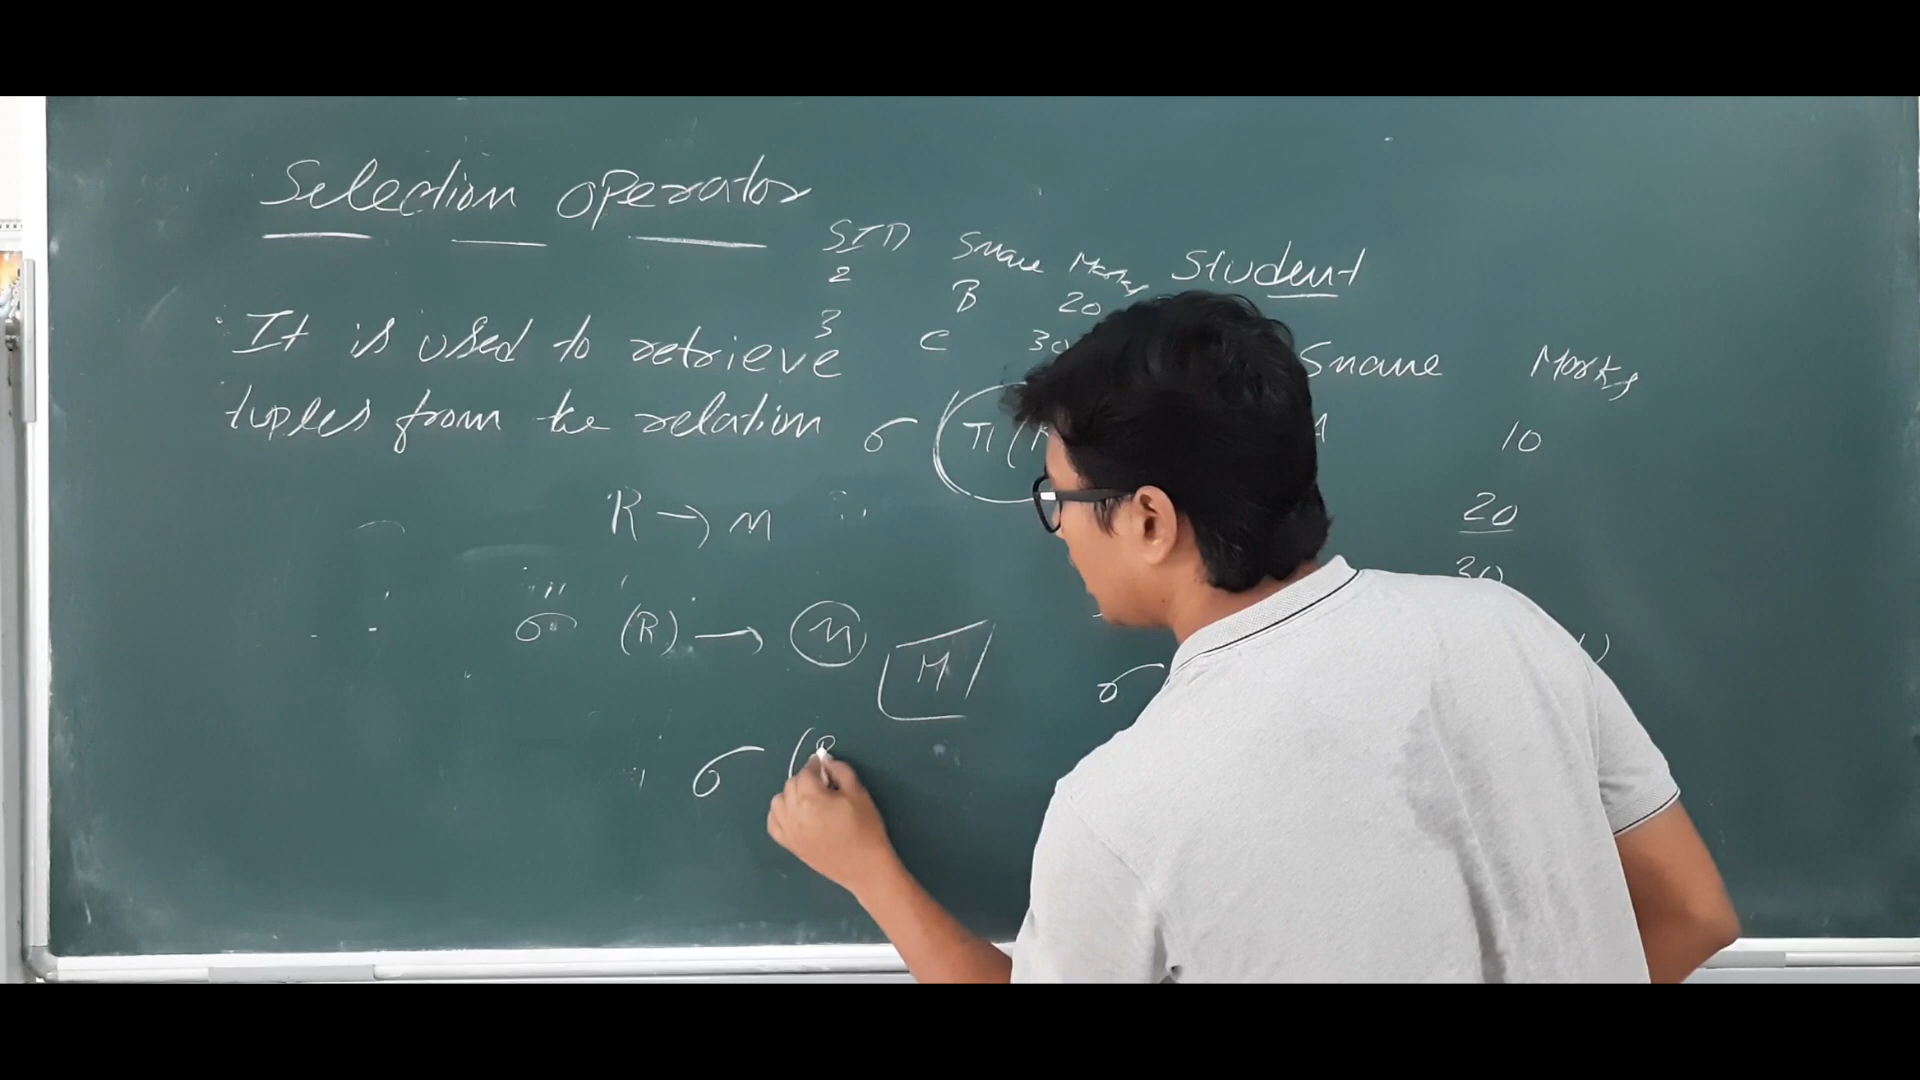 Selection operator
SID Sname Marks
2 B 20
3 C 30
Student
It is used to retrieve
tuples from the relation
Sname Marks
A 10
20
30
σ (π (R
R → n
σ (R) → n
M
σ
σ (R